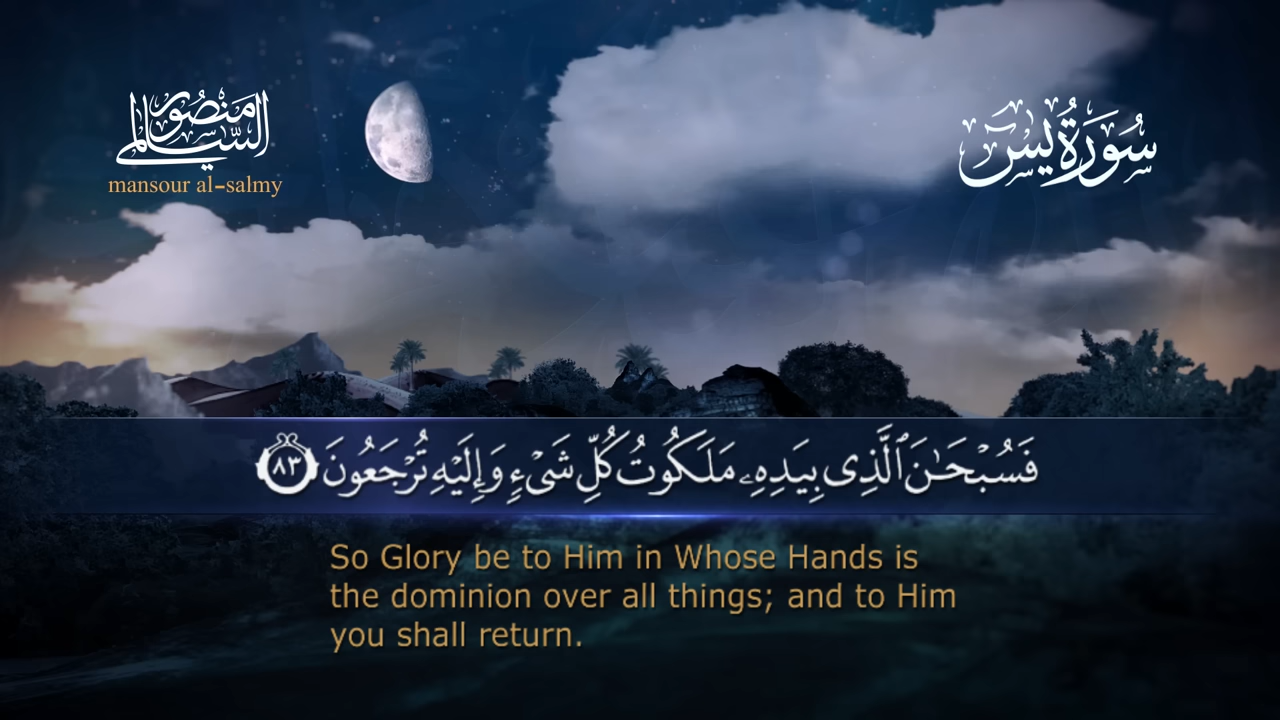 منصور السالمي
mansour al-salmy
سُورَةُ يسٓ
فَسُبْحَـٰنَ ٱلَّذِى بِيَدِهِۦ مَلَكُوتُ كُلِّ شَىْءٍ وَإِلَيْهِ تُرْجَعُونَ ٨٣
So Glory be to Him in Whose Hands is
the dominion over all things; and to Him
you shall return.